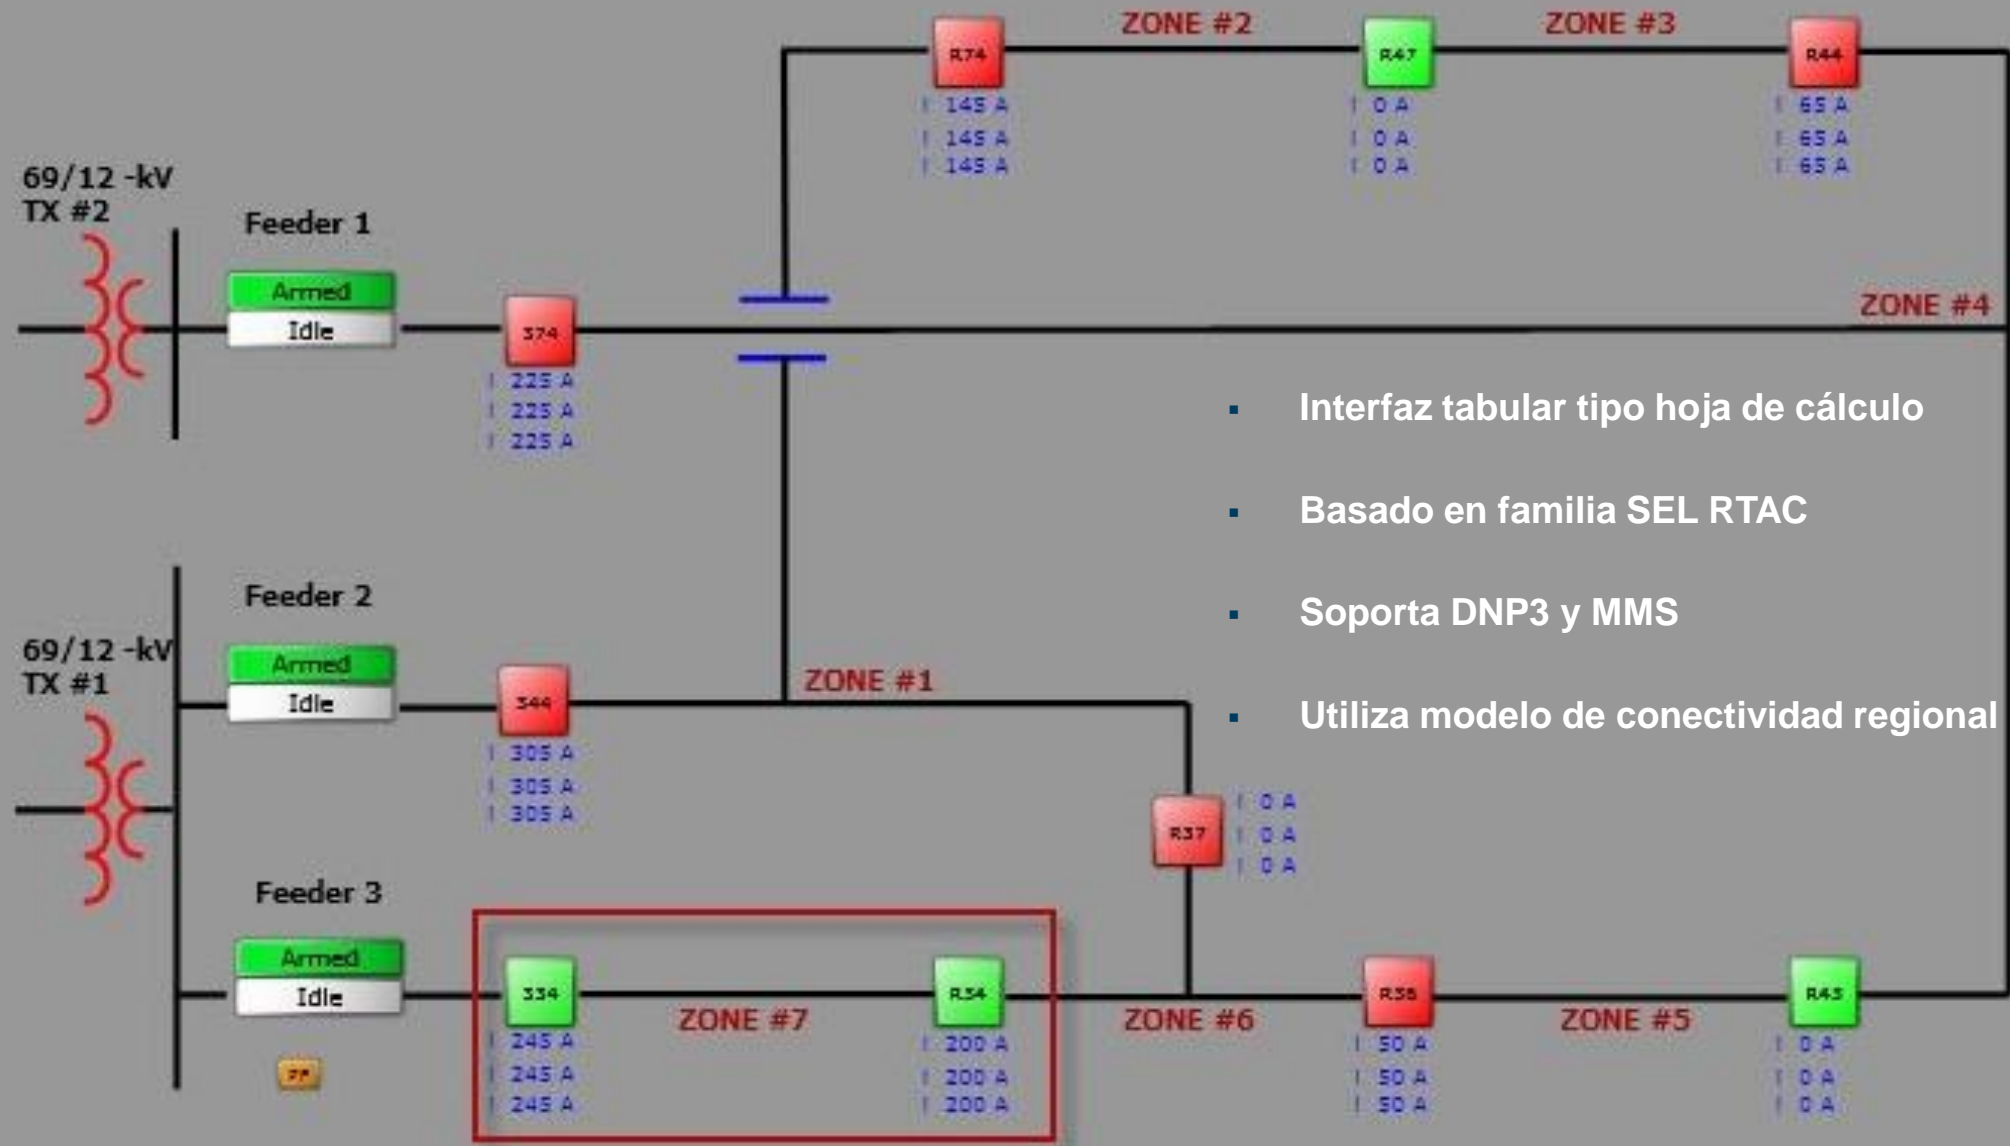 ZONE #2
ZONE #3
R74
R47
R44
I 145 A
I 145 A
I 145 A
I 0 A
I 0 A
I 0 A
I 65 A
I 65 A
I 65 A
69/12 -kV
TX #2
Feeder 1
Armed
Idle
374
I 225 A
I 225 A
I 225 A
ZONE #4
▪ Interfaz tabular tipo hoja de cálculo
▪ Basado en familia SEL RTAC
▪ Soporta DNP3 y MMS
▪ Utiliza modelo de conectividad regional
69/12 -kV
TX #1
Feeder 2
Armed
Idle
344
I 305 A
I 305 A
I 305 A
ZONE #1
R37
I 0 A
I 0 A
I 0 A
Feeder 3
Armed
Idle
334
ZONE #7
R34
ZONE #6
ZONE #5
R43
I 245 A
I 245 A
I 245 A
I 200 A
I 200 A
I 200 A
I 50 A
I 50 A
I 50 A
I 0 A
I 0 A
I 0 A